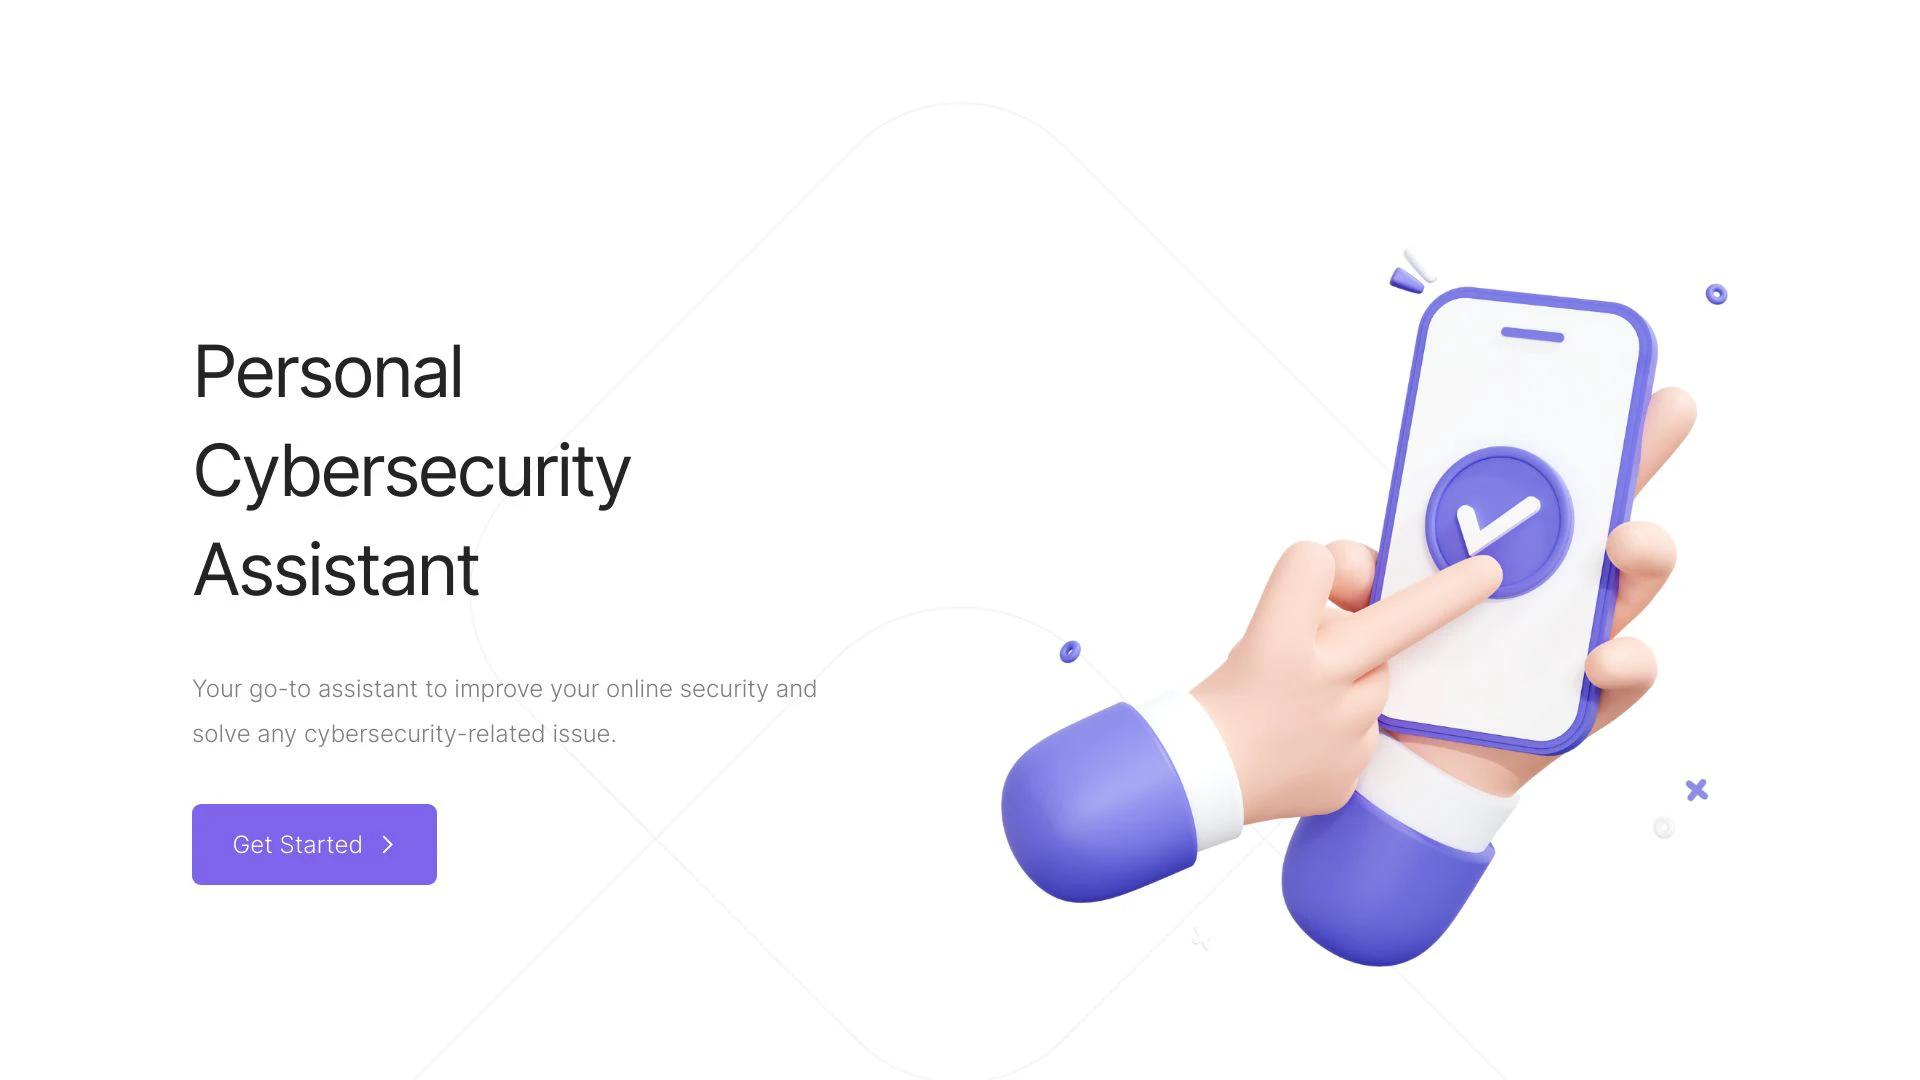 Personal
Cybersecurity
Assistant
Your go-to assistant to improve your online security and
solve any cybersecurity-related issue.
Get Started